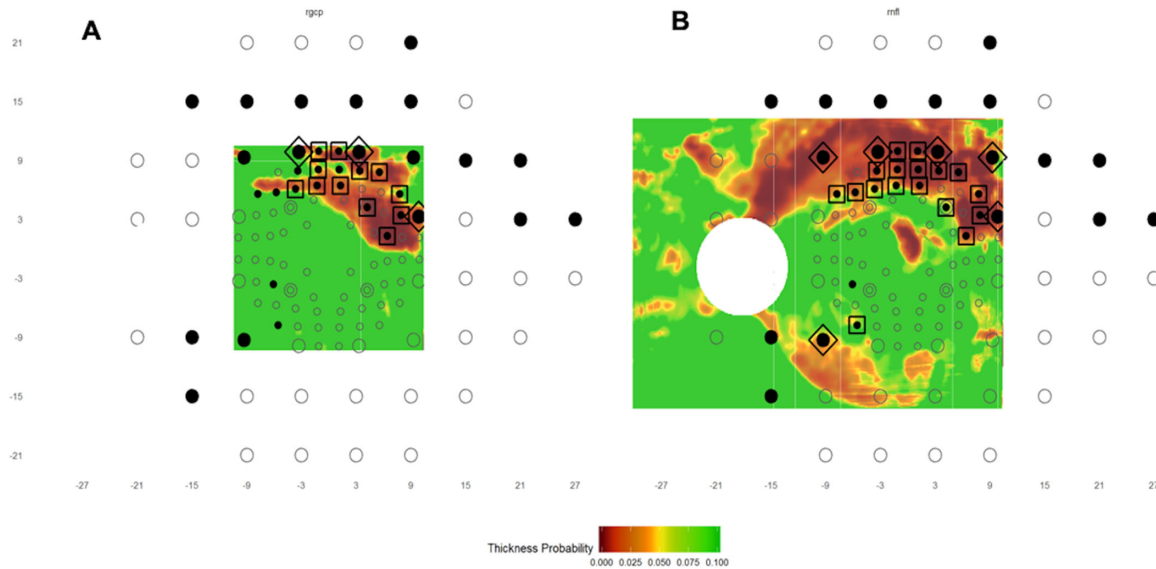 rgcp
rnfl
A
B
21
15
9
3
-3
-9
-15
-21
-27 -21 -15 -9 -3 3 9 15 21 27
-27 -21 -15 -9 -3 3 9 15 21 27
Thickness Probability
0.000 0.025 0.050 0.075 0.100